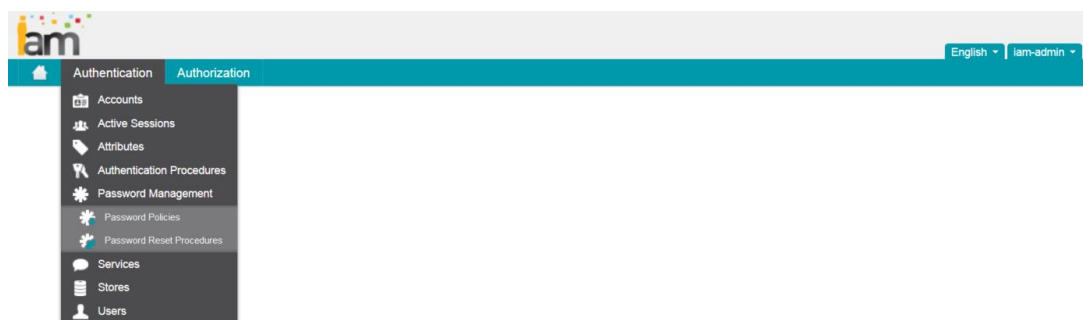 iam
English iam-admin
Authentication Authorization
Accounts
Active Sessions
Attributes
Authentication Procedures
Password Management
Password Policies
Password Reset Procedures
Services
Stores
Users